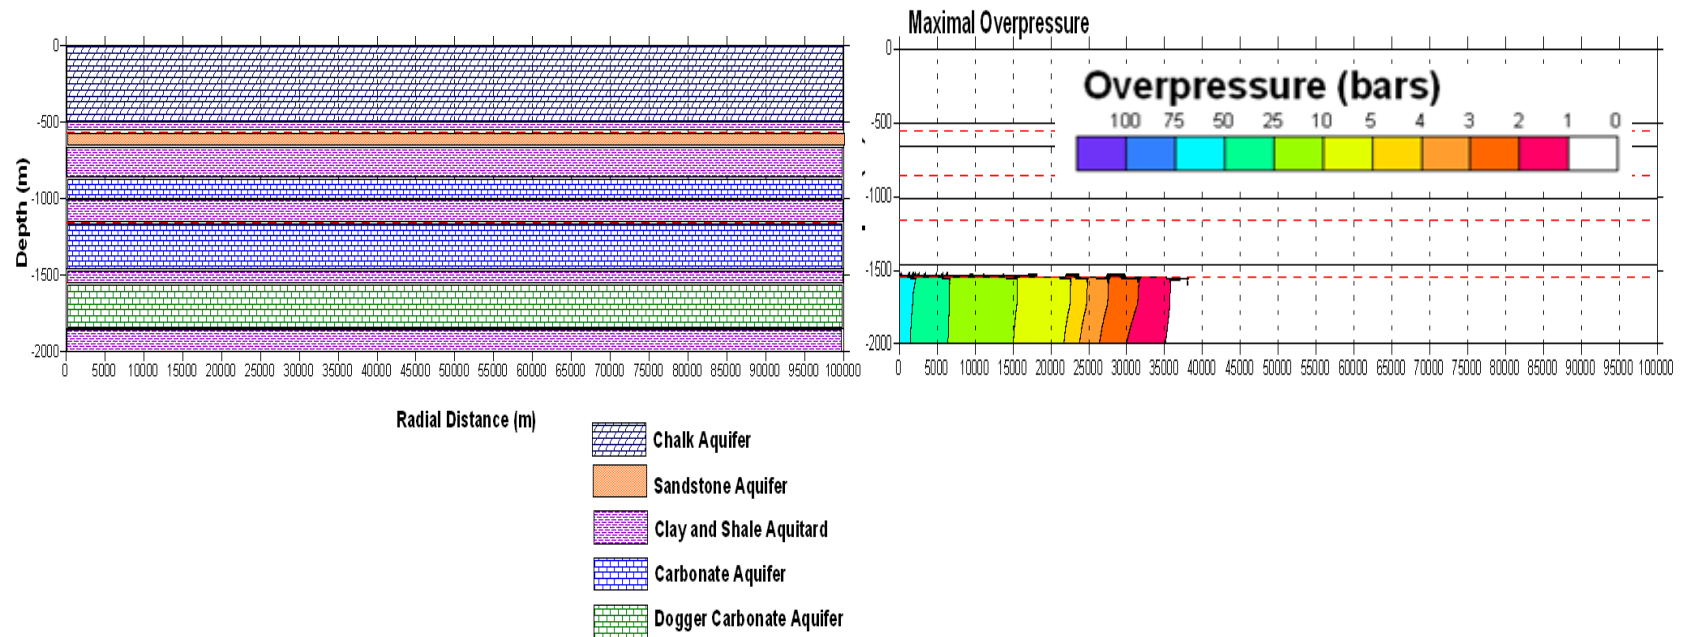 Maximal Overpressure
0
-500
-1000
-1500
-2000
Depth (m)
0 5000 10000 15000 20000 25000 30000 35000 40000 45000 50000 55000 60000 65000 70000 75000 80000 85000 90000 95000 100000
Radial Distance (m)
Chalk Aquifer
Sandstone Aquifer
Clay and Shale Aquitard
Carbonate Aquifer
Dogger Carbonate Aquifer
Overpressure (bars)
100 75 50 25 10 5 4 3 2 1 0
0
-500
-1000
-1500
-2000
0 5000 10000 15000 20000 25000 30000 35000 40000 45000 50000 55000 60000 65000 70000 75000 80000 85000 90000 95000 100000